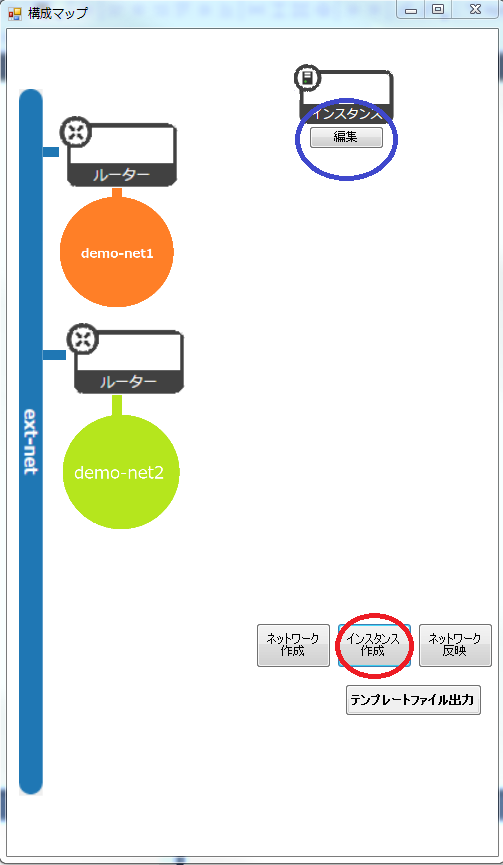 構成マップ
インスタンス
編集
ルーター
demo-net1
ルーター
demo-net2
ext-net
ネットワーク
作成
インスタンス
作成
ネットワーク
反映
テンプレートファイル出力